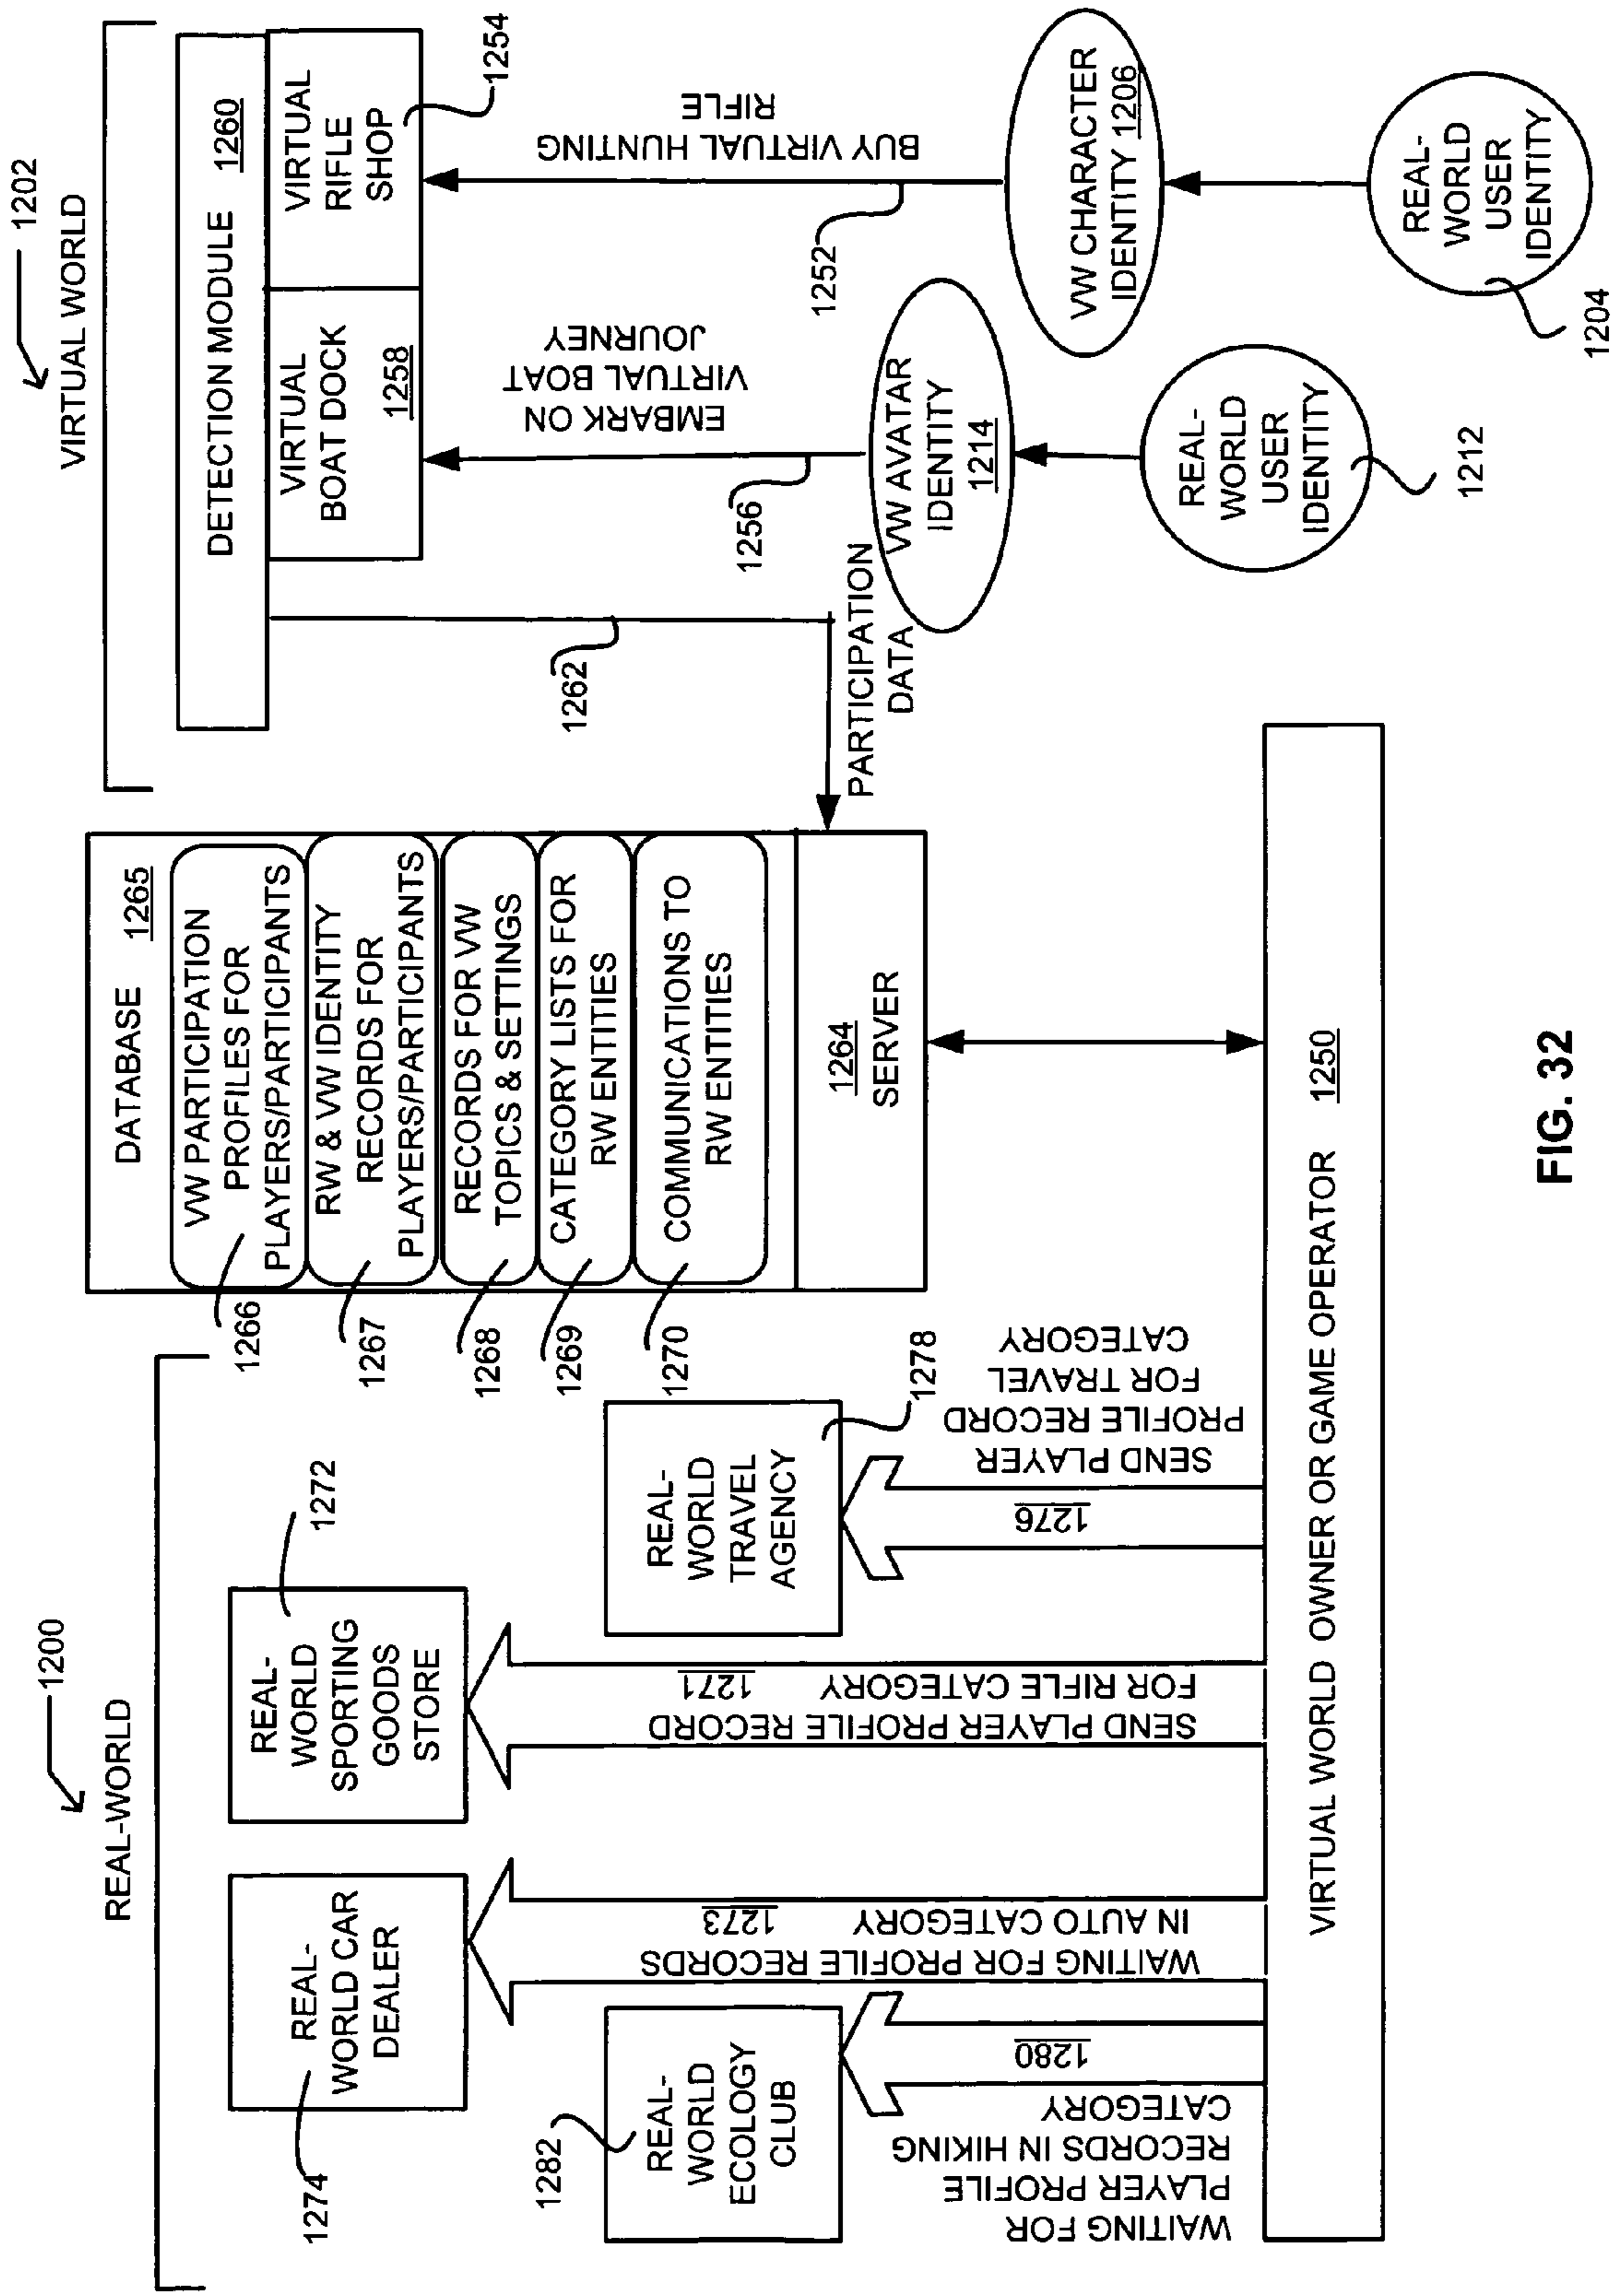 1200
REAL-WORLD
1202
VIRTUAL WORLD
1274
REAL-
WORLD CAR
DEALER
1272
REAL-
WORLD
SPORTING
GOODS
STORE
1282
REAL-
WORLD
ECOLOGY
CLUB
REAL-
WORLD
TRAVEL
AGENCY
1278
WAITING FOR
PLAYER PROFILE
RECORDS IN HIKING
CATEGORY
1280
WAITING FOR PROFILE RECORDS
IN AUTO CATEGORY 1273
SEND PLAYER PROFILE RECORD
FOR RIFLE CATEGORY 1271
1276
SEND PLAYER
PROFILE RECORD
FOR TRAVEL
CATEGORY
DATABASE 1265
VW PARTICIPATION
PROFILES FOR
PLAYERS/PARTICIPANTS
1266
RW & VW IDENTITY
RECORDS FOR
PLAYERS/PARTICIPANTS
1267
RECORDS FOR VW
TOPICS & SETTINGS
1268
CATEGORY LISTS FOR
RW ENTITIES
1269
COMMUNICATIONS TO
RW ENTITIES
1270
1264
SERVER
DETECTION MODULE 1260
VIRTUAL
BOAT DOCK
1258
VIRTUAL
RIFLE
SHOP
1254
1262
PARTICIPATION
DATA
EMBARK ON
VIRTUAL BOAT
JOURNEY
1256
BUY VIRTUAL HUNTING
RIFLE
1252
VW AVATAR
IDENTITY
1214
VW CHARACTER
IDENTITY 1206
REAL-
WORLD
USER
IDENTITY
1212
REAL-
WORLD
USER
IDENTITY
1204
VIRTUAL WORLD OWNER OR GAME OPERATOR 1250
FIG. 32